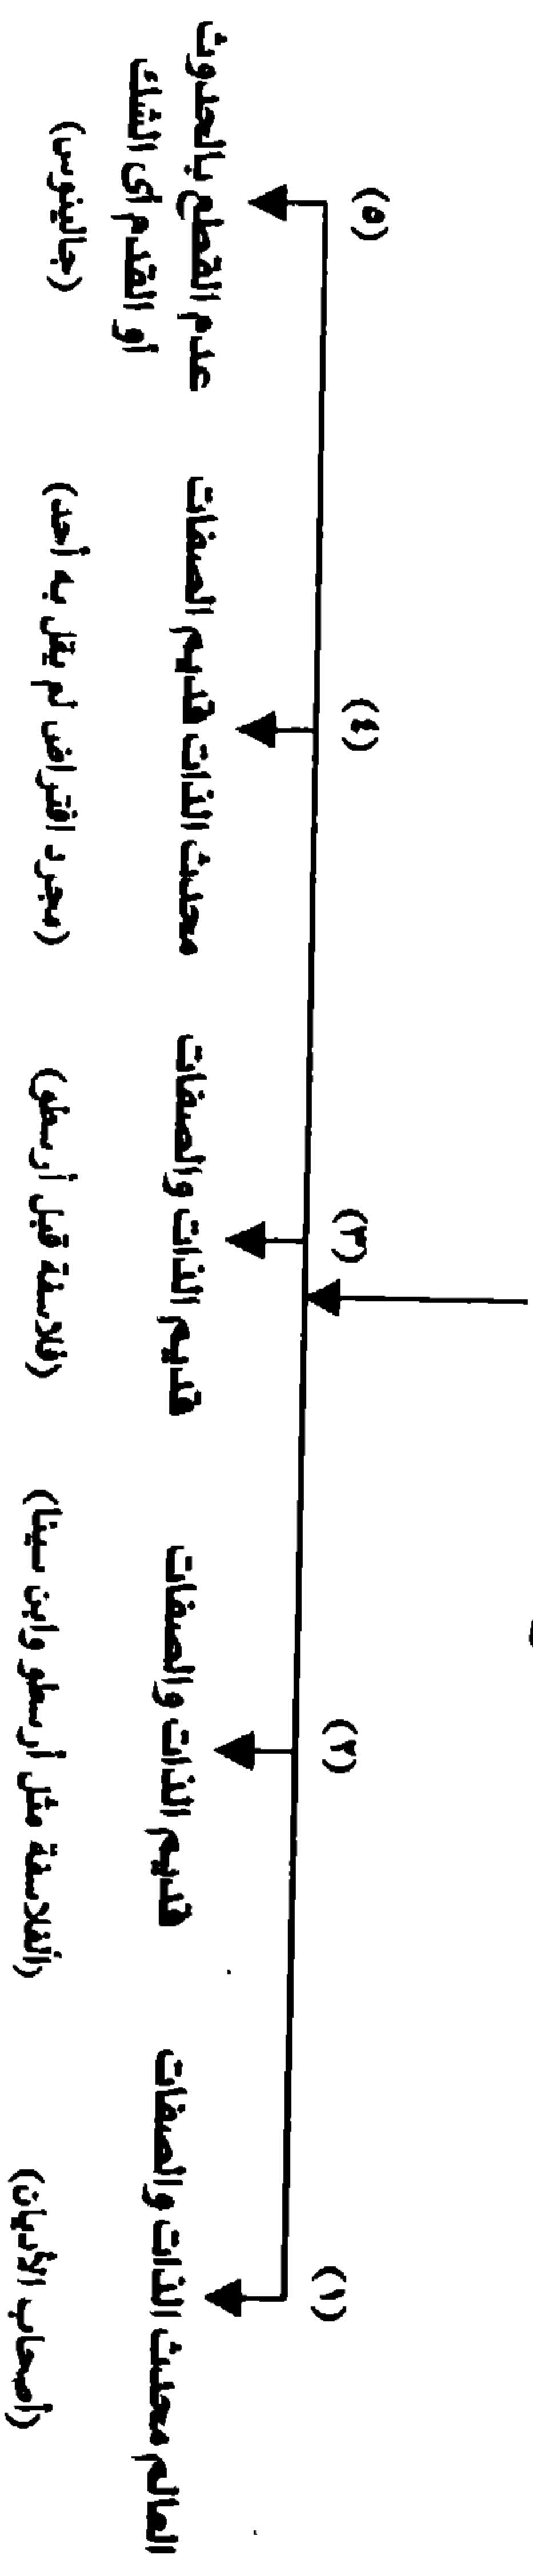 (١)
العالم محدث الذات والصفات
(أصحاب الأديان)
(٢)
قديم الذات والصفات
(الفلاسفة مثل أرسطو وابن سينا)
(٣)
قديم الذات والصفات
(فلاسفة قبل أرسطو)
(٤)
محدث الذات قديم الصفات
(مجرد افتراض لم يقل به أحد)
(٥)
عدم القطع بالحدوث
أو القدم أى الشك
(جالينوس)